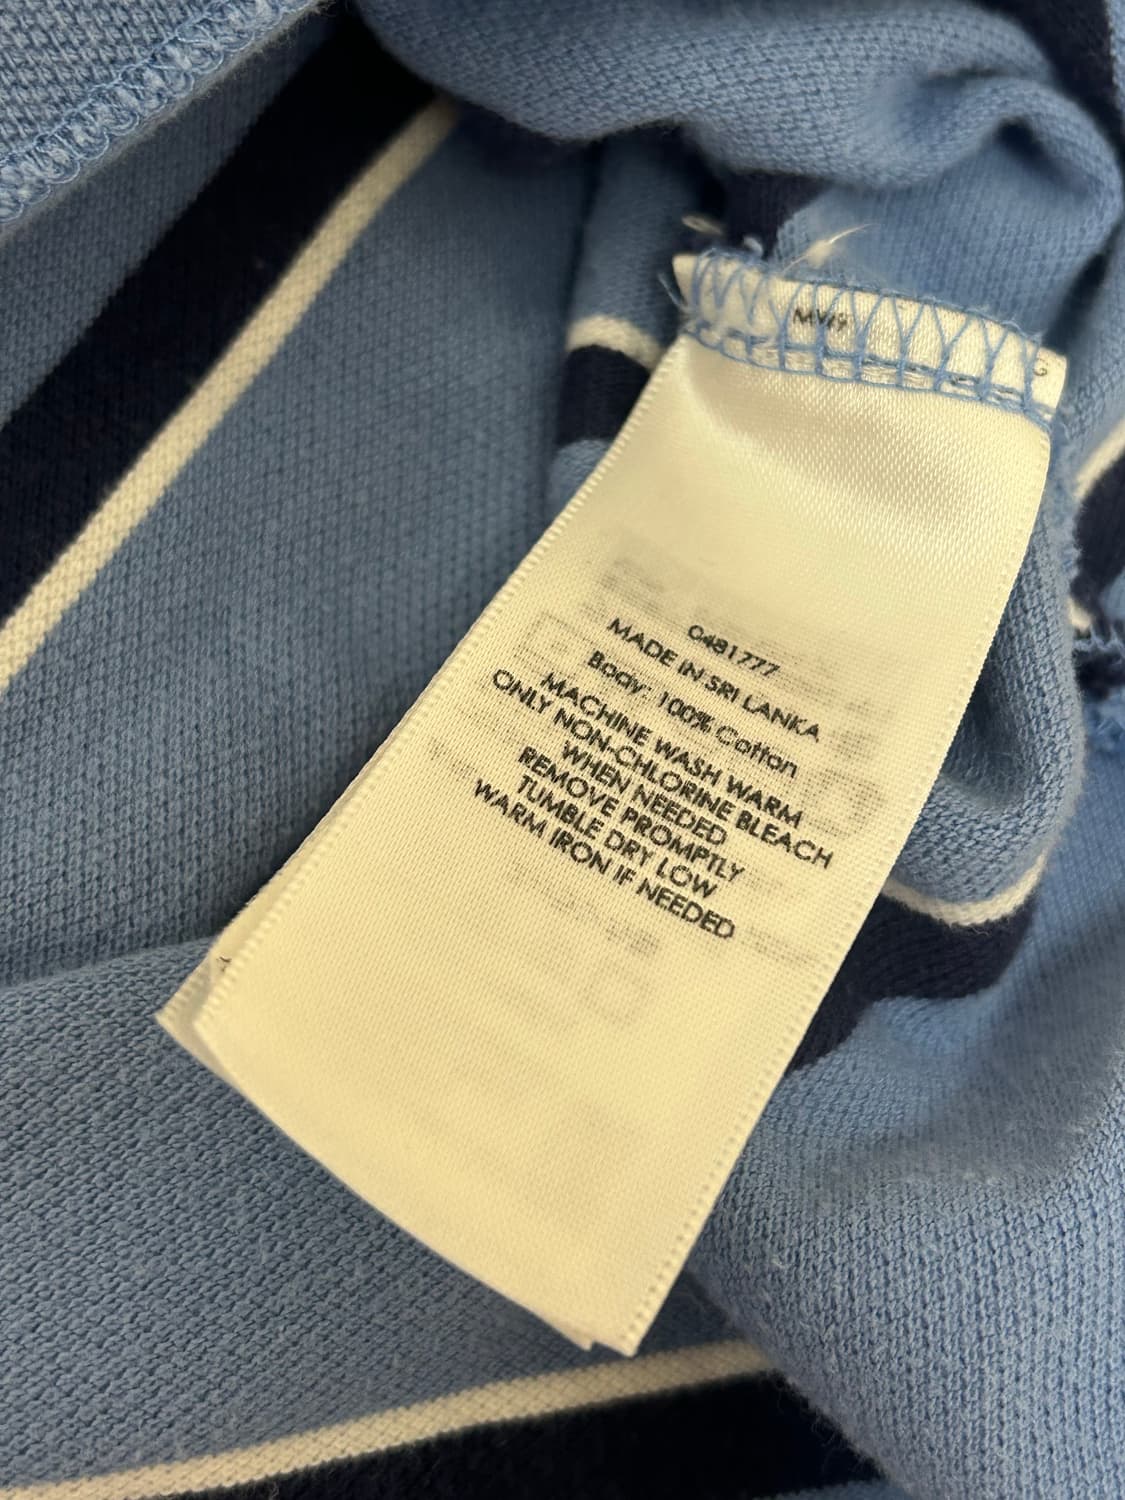 0481777
MADE IN SRI LANKA
Body: 100% Cotton
MACHINE WASH WARM
ONLY NON-CHLORINE BLEACH
WHEN NEEDED
REMOVE PROMPTLY
TUMBLE DRY LOW
WARM IRON IF NEEDED